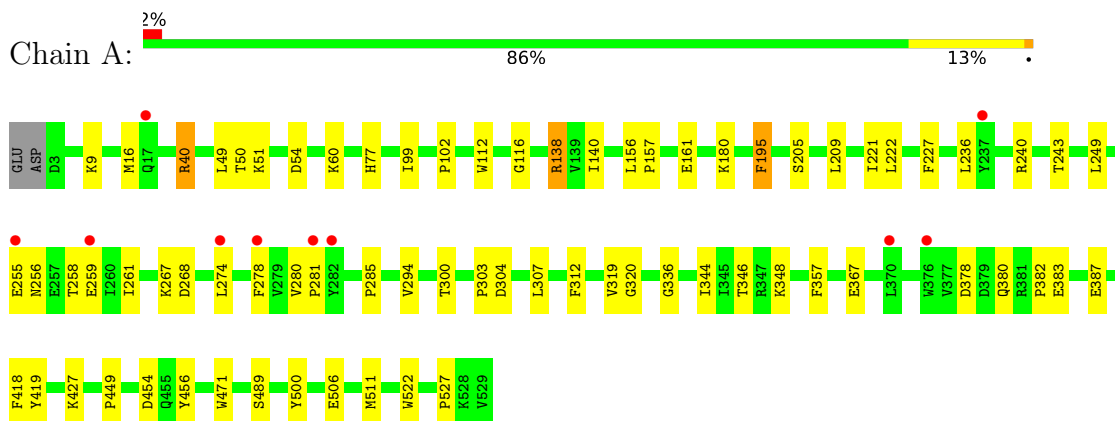 2%
Chain A:
86% 13% •
GLU ASP D3 K9 M16 Q17 R40 L49 T50 K51 D54 K60 H77 I99 P102 W112 G116 R138 V139 I140 L156 P157 E161 K180 F195 S205 L209 I221 L222 F227 L236 Y237 R240 T243 L249
E255 N256 E257 T258 E259 I260 I261 K267 D268 L274 F278 V279 V280 P281 Y282 P285 V294 T300 P303 D304 L307 F312 V319 G320 G336 I344 I345 T346 R347 K348 F357 E367 L370 W376 V377 D378 D379 Q380 R381 P382 E383 E387
F418 Y419 K427 P449 D454 Q455 Y456 W471 S489 Y500 E506 M511 W522 P527 K528 V529